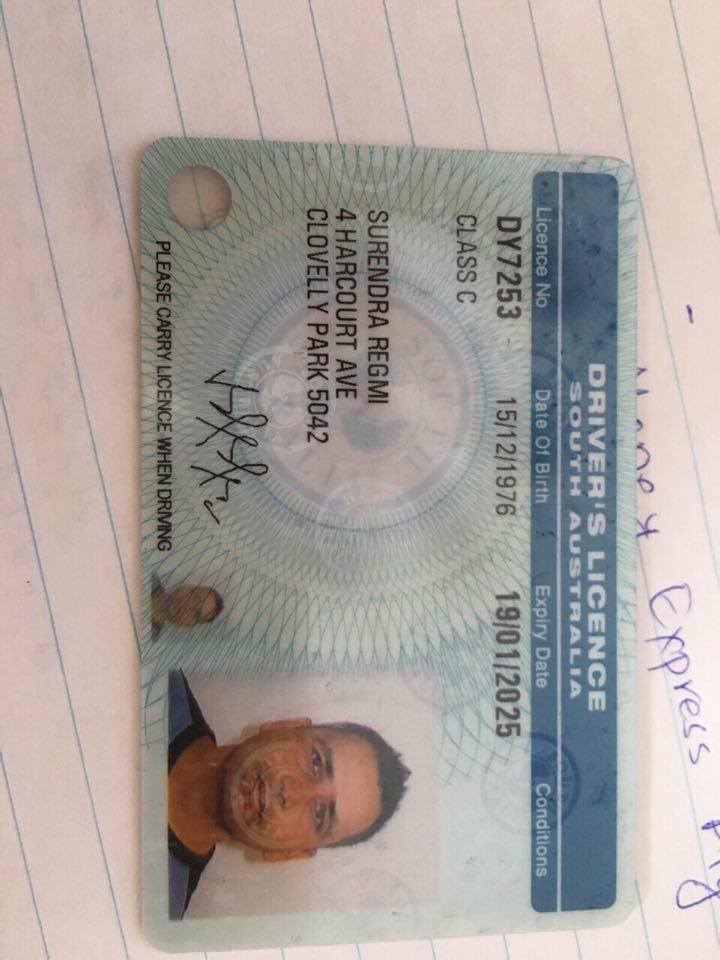 Money Express
DRIVER'S LICENCE
SOUTH AUSTRALIA
Licence No Date Of Birth Expiry Date Conditions
DY7253 15/12/1976 19/01/2025
CLASS C
SURENDRA REGMI
4 HARCOURT AVE
CLOVELLY PARK 5042
PLEASE CARRY LICENCE WHEN DRIVING